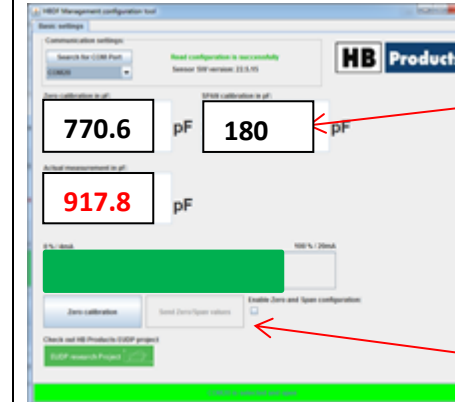 HBDF Management configuration tool
Basic settings
Communication settings:
Search for COM-Port
Read configuration is successfully
Sensor SW version: 22.5.15
HB Products
Zero calibration in pF:
SPAN calibration in pF:
770.6 pF
180 pF
Actual measurement in pF:
917.8 pF
0 % / 4mA
100 % / 20mA
Zero calibration
Send Zero/Span values
Enable Zero and Span configuration:
Check out HB Products EUDP project
EUDP research Project